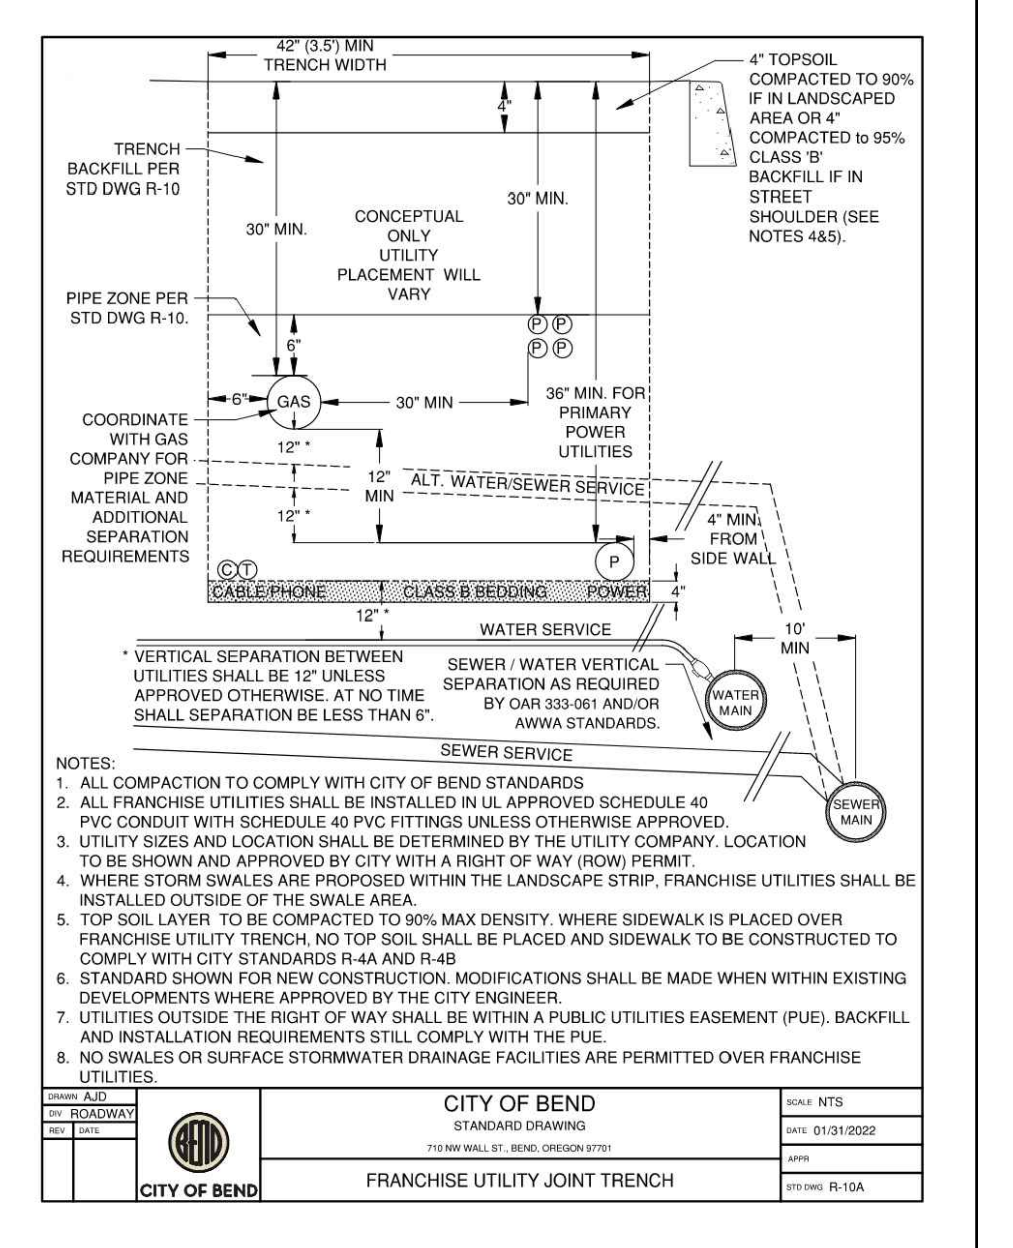 42" (3.5') MIN
TRENCH WIDTH
4" TOPSOIL
COMPACTED TO 90%
IF IN LANDSCAPED
AREA OR 4"
COMPACTED to 95%
CLASS 'B'
BACKFILL IF IN
STREET
SHOULDER (SEE
NOTES 4&5).
4"
TRENCH
BACKFILL PER
STD DWG R-10
30" MIN.
30" MIN.
CONCEPTUAL
ONLY
UTILITY
PLACEMENT WILL
VARY
PIPE ZONE PER
STD DWG R-10.
P P
P P
6"
6"
GAS
30" MIN
36" MIN. FOR
PRIMARY
POWER
UTILITIES
COORDINATE
WITH GAS
COMPANY FOR
PIPE ZONE
MATERIAL AND
ADDITIONAL
SEPARATION
REQUIREMENTS
12" *
12"
MIN
ALT. WATER/SEWER SERVICE
12" *
4" MIN.
FROM
SIDE WALL
C T
P
CABLE/PHONE CLASS B BEDDING POWER
4"
12" *
WATER SERVICE
10'
MIN
* VERTICAL SEPARATION BETWEEN
UTILITIES SHALL BE 12" UNLESS
APPROVED OTHERWISE. AT NO TIME
SHALL SEPARATION BE LESS THAN 6".
SEWER / WATER VERTICAL
SEPARATION AS REQUIRED
BY OAR 333-061 AND/OR
AWWA STANDARDS.
WATER
MAIN
SEWER SERVICE
SEWER
MAIN
NOTES:
1. ALL COMPACTION TO COMPLY WITH CITY OF BEND STANDARDS
2. ALL FRANCHISE UTILITIES SHALL BE INSTALLED IN UL APPROVED SCHEDULE 40
PVC CONDUIT WITH SCHEDULE 40 PVC FITTINGS UNLESS OTHERWISE APPROVED.
3. UTILITY SIZES AND LOCATION SHALL BE DETERMINED BY THE UTILITY COMPANY. LOCATION
TO BE SHOWN AND APPROVED BY CITY WITH A RIGHT OF WAY (ROW) PERMIT.
4. WHERE STORM SWALES ARE PROPOSED WITHIN THE LANDSCAPE STRIP, FRANCHISE UTILITIES SHALL BE
INSTALLED OUTSIDE OF THE SWALE AREA.
5. TOP SOIL LAYER TO BE COMPACTED TO 90% MAX DENSITY. WHERE SIDEWALK IS PLACED OVER
FRANCHISE UTILITY TRENCH, NO TOP SOIL SHALL BE PLACED AND SIDEWALK TO BE CONSTRUCTED TO
COMPLY WITH CITY STANDARDS R-4A AND R-4B
6. STANDARD SHOWN FOR NEW CONSTRUCTION. MODIFICATIONS SHALL BE MADE WHEN WITHIN EXISTING
DEVELOPMENTS WHERE APPROVED BY THE CITY ENGINEER.
7. UTILITIES OUTSIDE THE RIGHT OF WAY SHALL BE WITHIN A PUBLIC UTILITIES EASEMENT (PUE). BACKFILL
AND INSTALLATION REQUIREMENTS STILL COMPLY WITH THE PUE.
8. NO SWALES OR SURFACE STORMWATER DRAINAGE FACILITIES ARE PERMITTED OVER FRANCHISE
UTILITIES.
DRAWN AJD
DIV ROADWAY
REV DATE
BEND
CITY OF BEND
CITY OF BEND
STANDARD DRAWING
710 NW WALL ST., BEND, OREGON 97701
FRANCHISE UTILITY JOINT TRENCH
SCALE NTS
DATE 01/31/2022
APPR
STD DWG R-10A